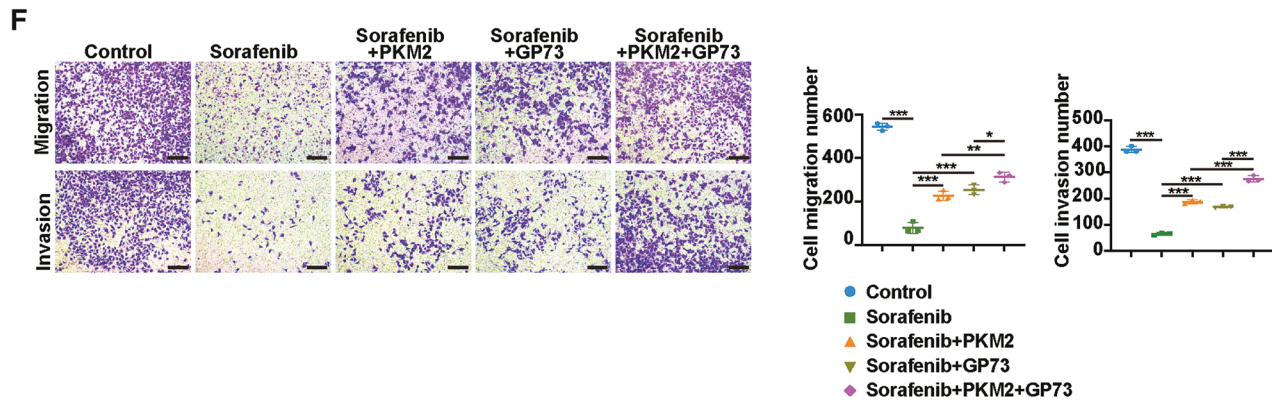 F
Control
Sorafenib
Sorafenib
+PKM2
Sorafenib
+GP73
Sorafenib
+PKM2+GP73
Migration
Invasion
Cell migration number
600
400
200
0
***
***
***
**
*
Cell invasion number
500
400
300
200
100
0
***
***
***
***
***
Control
Sorafenib
Sorafenib+PKM2
Sorafenib+GP73
Sorafenib+PKM2+GP73